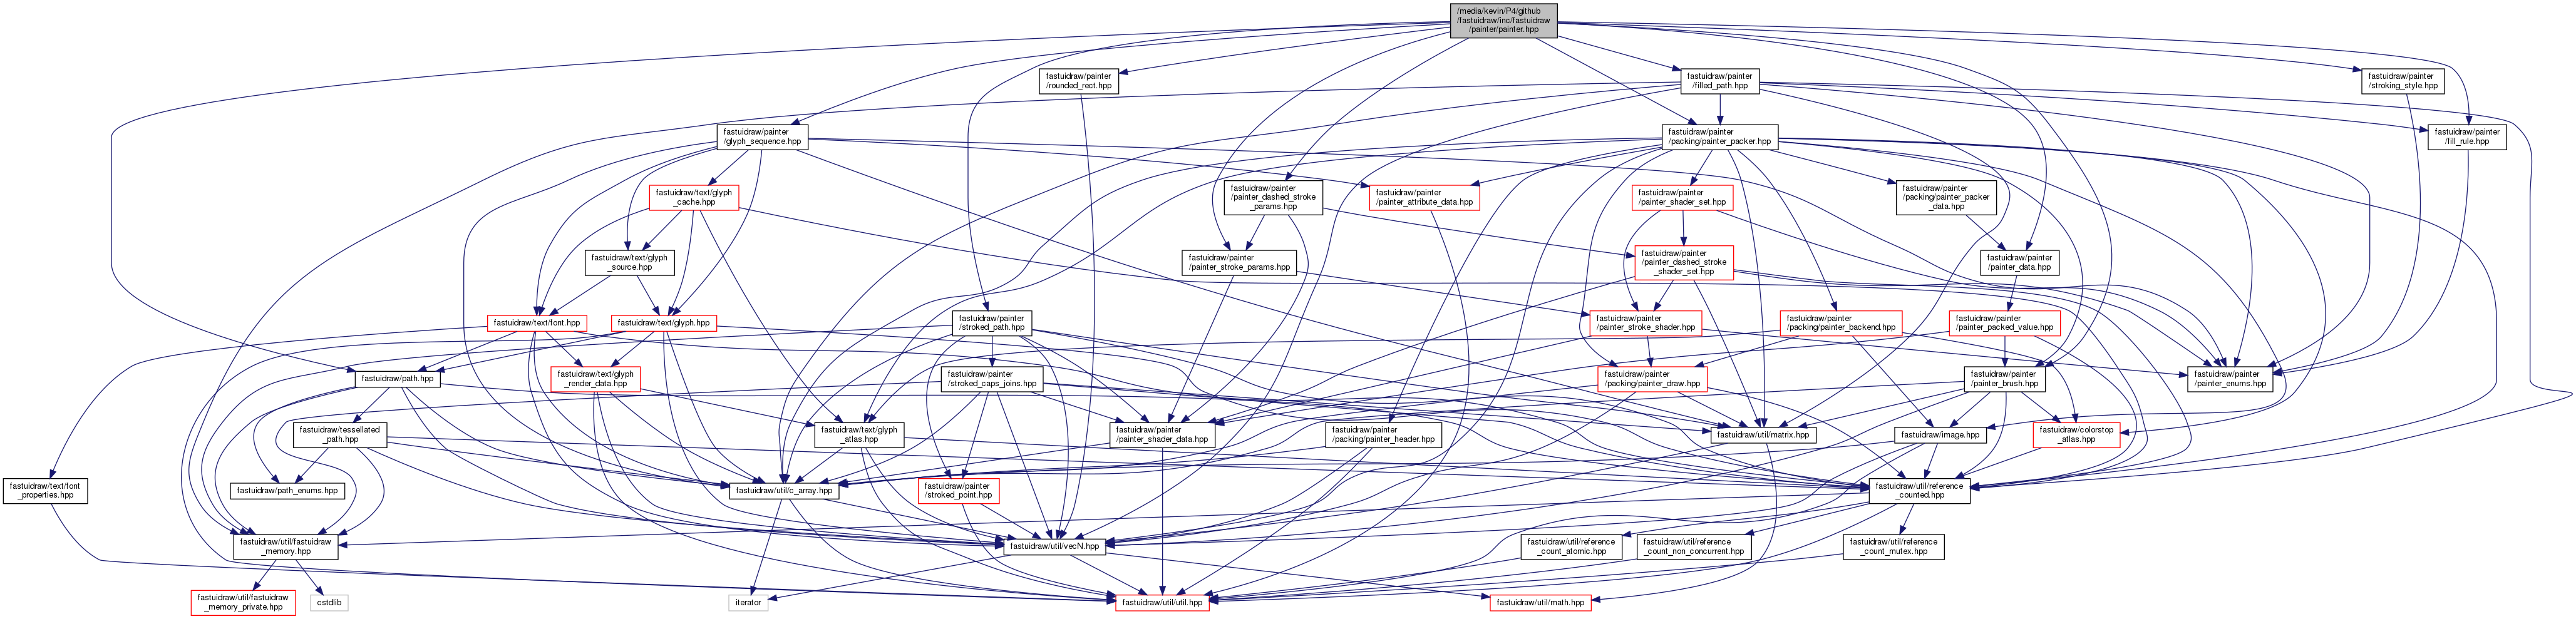 /media/kevin/P4/github
/fastuidraw/inc/fastuidraw
/painter/painter.hpp
fastuidraw/painter
/rounded_rect.hpp
fastuidraw/painter
/filled_path.hpp
fastuidraw/painter
/stroking_style.hpp
fastuidraw/painter
/glyph_sequence.hpp
fastuidraw/painter
/packing/painter_packer.hpp
fastuidraw/painter
/fill_rule.hpp
fastuidraw/text/glyph
_cache.hpp
fastuidraw/painter
/painter_dashed_stroke
_params.hpp
fastuidraw/painter
/painter_attribute_data.hpp
fastuidraw/painter
/painter_shader_set.hpp
fastuidraw/painter
/packing/painter_packer
_data.hpp
fastuidraw/text/glyph
_source.hpp
fastuidraw/painter
/painter_stroke_params.hpp
fastuidraw/painter
/painter_dashed_stroke
_shader_set.hpp
fastuidraw/painter
/painter_data.hpp
fastuidraw/text/font.hpp
fastuidraw/text/glyph.hpp
fastuidraw/painter
/stroked_path.hpp
fastuidraw/painter
/painter_stroke_shader.hpp
fastuidraw/painter
/packing/painter_backend.hpp
fastuidraw/painter
/painter_packed_value.hpp
fastuidraw/path.hpp
fastuidraw/text/glyph
_render_data.hpp
fastuidraw/painter
/stroked_caps_joins.hpp
fastuidraw/painter
/packing/painter_draw.hpp
fastuidraw/painter
/painter_brush.hpp
fastuidraw/painter
/painter_enums.hpp
fastuidraw/tessellated
_path.hpp
fastuidraw/text/glyph
_atlas.hpp
fastuidraw/painter
/painter_shader_data.hpp
fastuidraw/painter
/packing/painter_header.hpp
fastuidraw/util/matrix.hpp
fastuidraw/image.hpp
fastuidraw/colorstop
_atlas.hpp
fastuidraw/text/font
_properties.hpp
fastuidraw/path_enums.hpp
fastuidraw/util/c_array.hpp
fastuidraw/painter
/stroked_point.hpp
fastuidraw/util/reference
_counted.hpp
fastuidraw/util/fastuidraw
_memory.hpp
fastuidraw/util/vecN.hpp
fastuidraw/util/reference
_count_atomic.hpp
fastuidraw/util/reference
_count_non_concurrent.hpp
fastuidraw/util/reference
_count_mutex.hpp
fastuidraw/util/fastuidraw
_memory_private.hpp
cstdlib
iterator
fastuidraw/util/util.hpp
fastuidraw/util/math.hpp